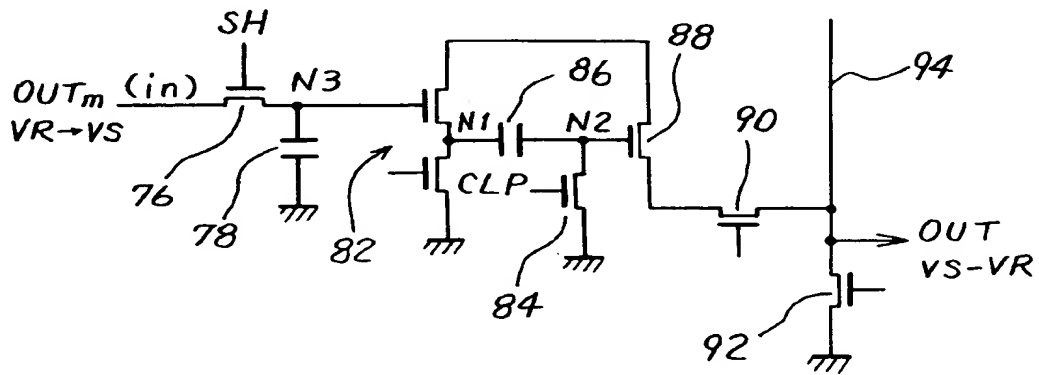 SH
88
OUTm (in)
VR→VS
N3
86
94
N1
N2
90
76
78
82
CLP
84
OUT
VS-VR
92